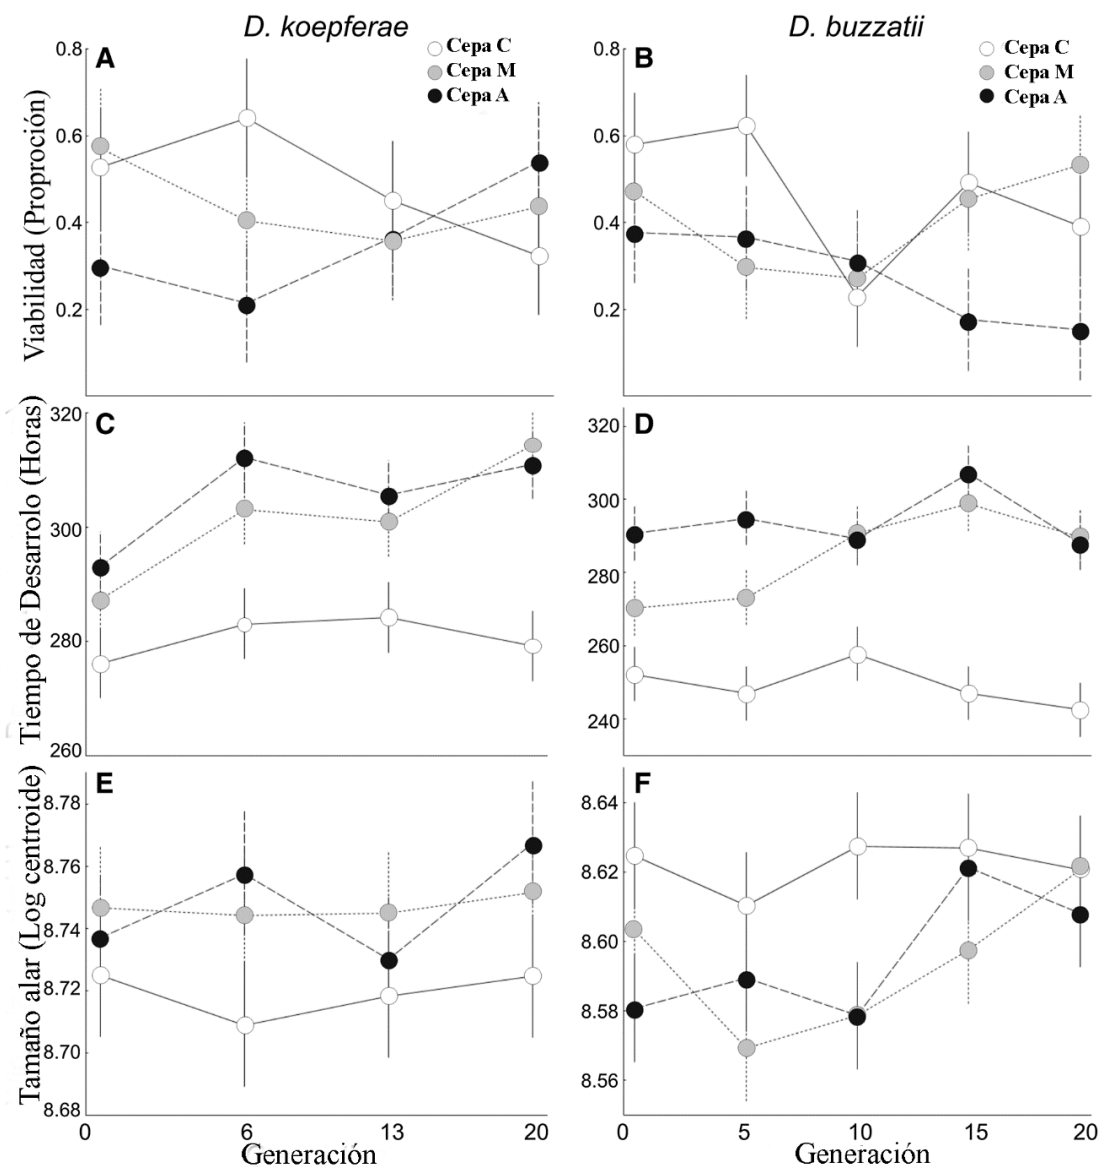 D. koepferae
D. buzzatii
A
Cepa C
Cepa M
Cepa A
B
Cepa C
Cepa M
Cepa A
Viabilidad (Proproción)
0.8
0.6
0.4
0.2
0.8
0.6
0.4
0.2
C
D
Tiempo de Desarrolo (Horas)
320
300
280
260
320
300
280
260
240
E
F
Tamaño alar (Log centroide)
8.78
8.76
8.74
8.72
8.70
8.68
8.64
8.62
8.60
8.58
8.56
0 6 13 20
0 5 10 15 20
Generación
Generación